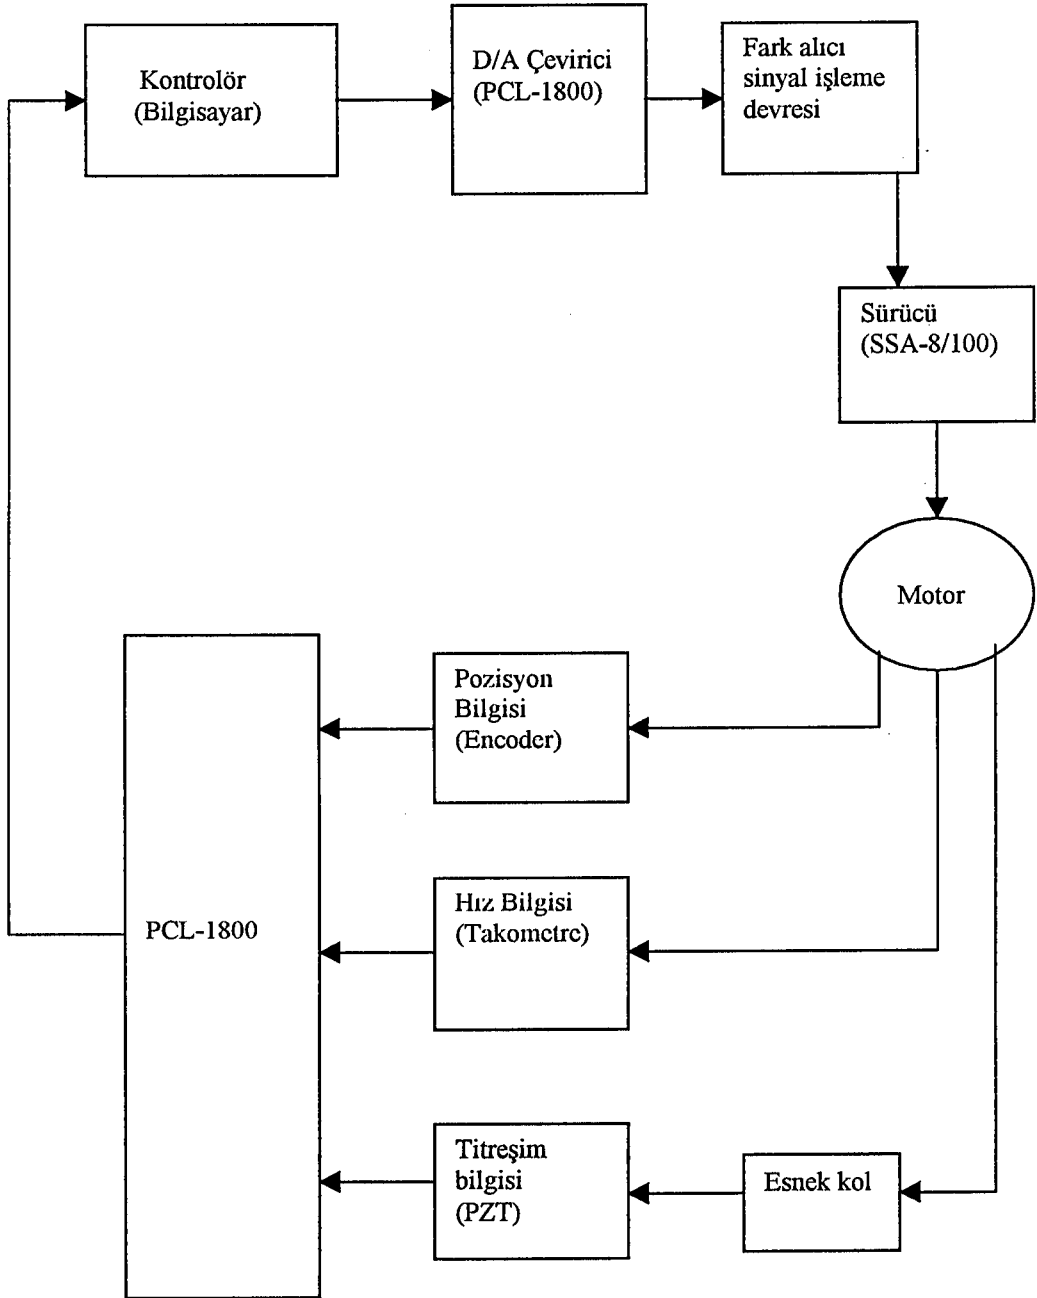 Kontrolör
(Bilgisayar)
D/A Çevirici
(PCL-1800)
Fark alıcı
sinyal işleme
devresi
Sürücü
(SSA-8/100)
Motor
Pozisyon
Bilgisi
(Encoder)
Hız Bilgisi
(Takometre)
PCL-1800
Titreşim
bilgisi
(PZT)
Esnek kol